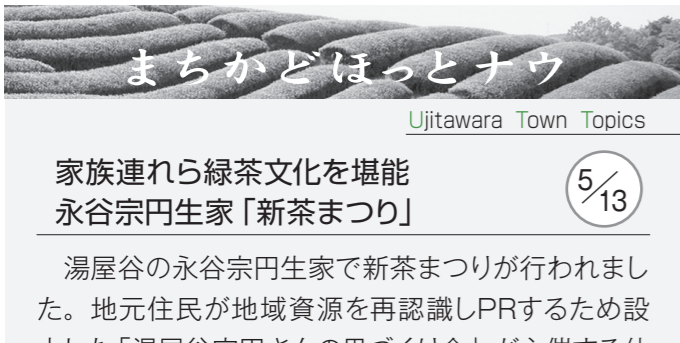 まちかどほっとナウ
Ujitawara Town Topics
家族連れら緑茶文化を堪能
永谷宗円生家「新茶まつり」
5/13
湯屋谷の永谷宗円生家で新茶まつりが行われまし
た。地元住民が地域資源を再認識しPRするため設